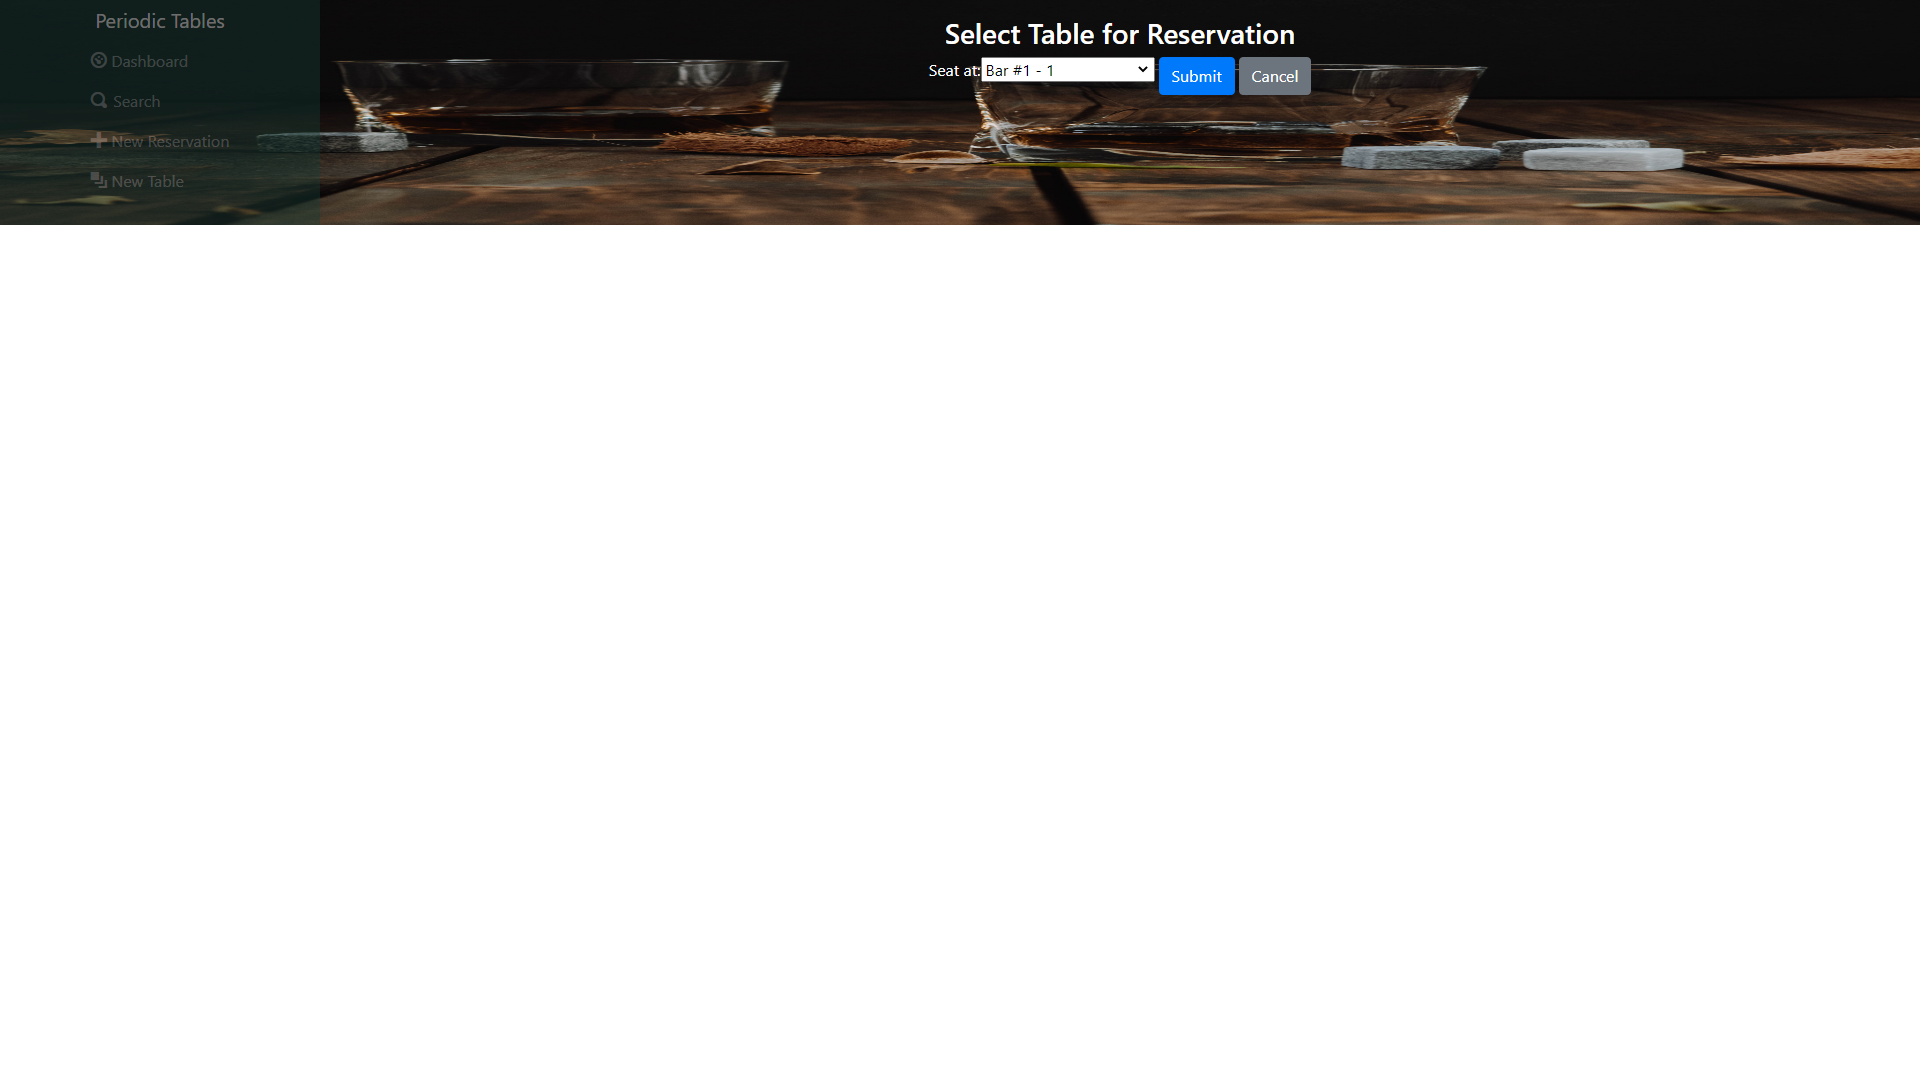 Periodic Tables
Dashboard
Search
New Reservation
New Table
Select Table for Reservation
Seat at: Bar #1 - 1 Submit Cancel